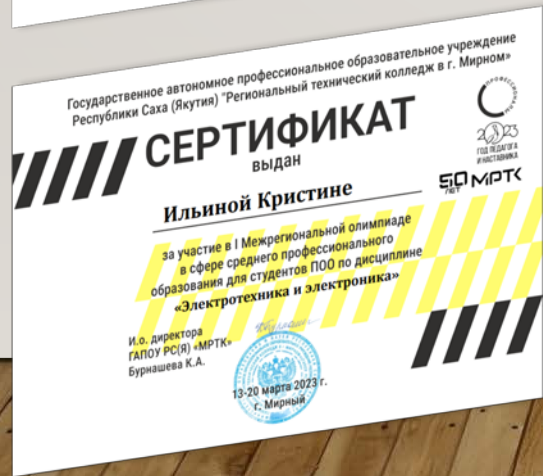 Государственное автономное профессиональное образовательное учреждение
Республики Саха (Якутия) "Региональный технический колледж в г. Мирном»
СЕРТИФИКАТ
выдан
ПРОФЕССИОНАЛЫ
2023
ГОД ПЕДАГОГА
И НАСТАВНИКА
50 ЛЕТ МРТК
Ильиной Кристине
за участие в I Межрегиональной олимпиаде
в сфере среднего профессионального
образования для студентов ПОО по дисциплине
«Электротехника и электроника»
И.о. директора
ГАПОУ РС(Я) «МРТК»
Бурнашева К.А.
13-20 марта 2023 г.
г. Мирный